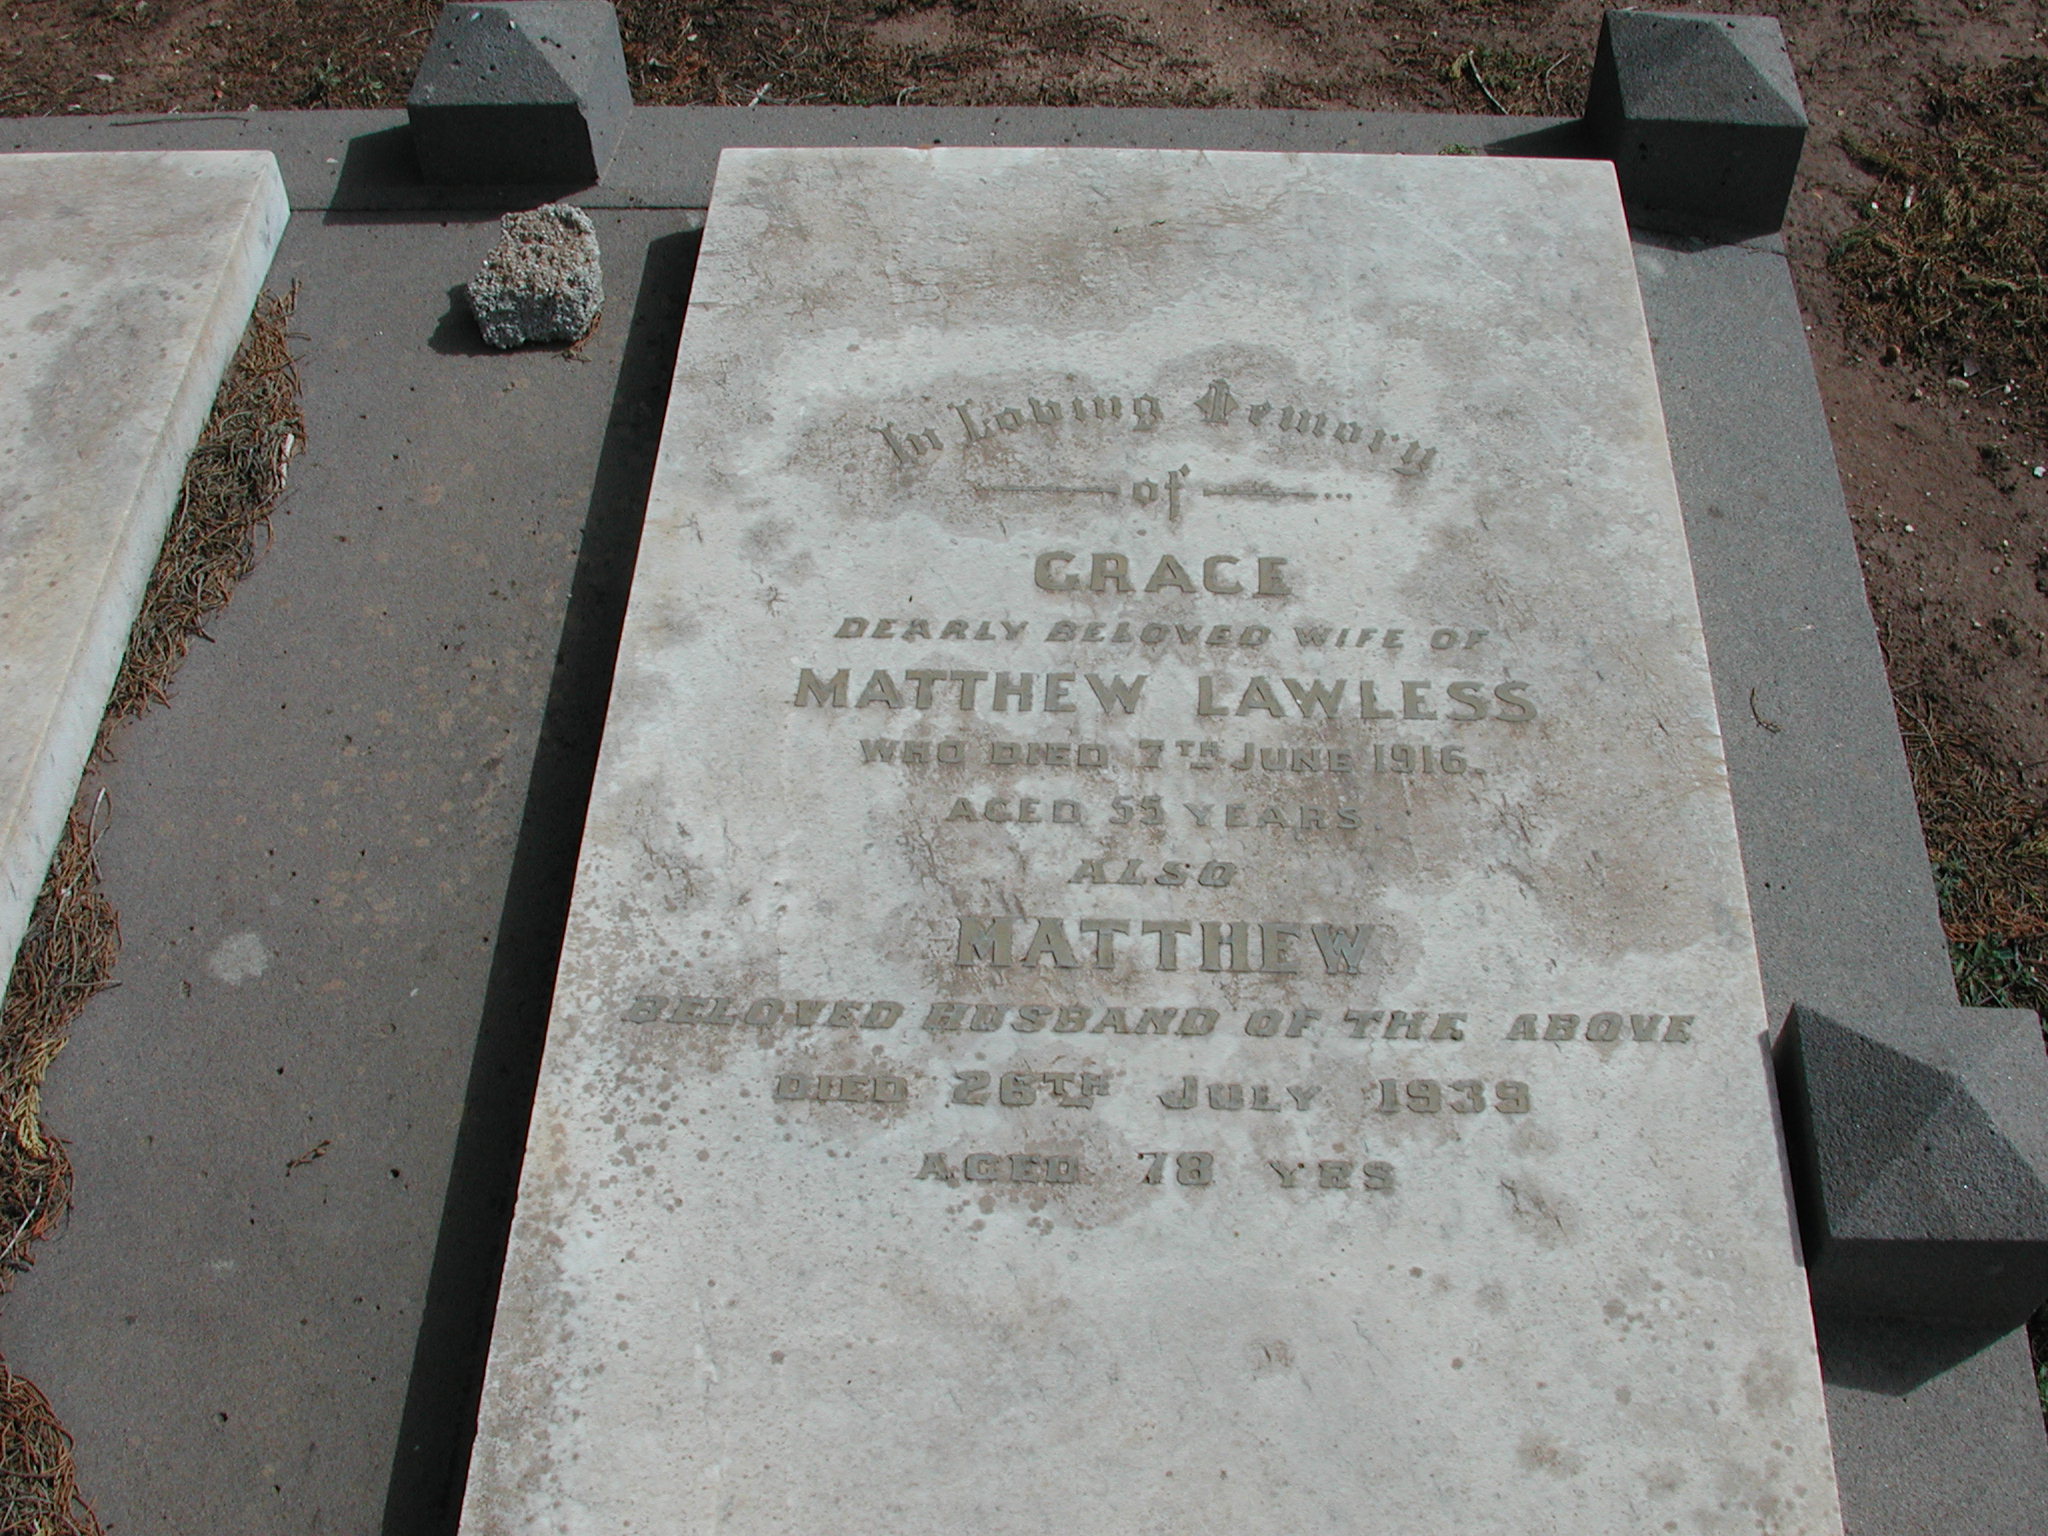 In Loving Memory
of
GRACE
DEARLY BELOVED WIFE OF
MATTHEW LAWLESS
WHO DIED 7TH JUNE 1916.
AGED 55 YEARS.
ALSO
MATTHEW
BELOVED HUSBAND OF THE ABOVE
DIED 26TH JULY 1939
AGED 78 YRS